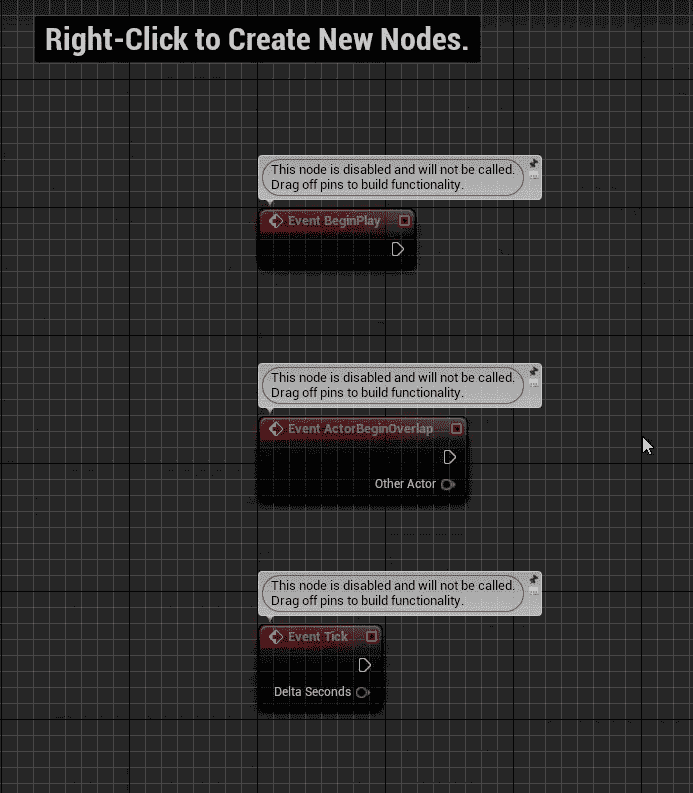 Right-Click to Create New Nodes.
This node is disabled and will not be called.
Drag off pins to build functionality.
Event BeginPlay
This node is disabled and will not be called.
Drag off pins to build functionality.
Event ActorBeginOverlap
Other Actor
This node is disabled and will not be called.
Drag off pins to build functionality.
Event Tick
Delta Seconds